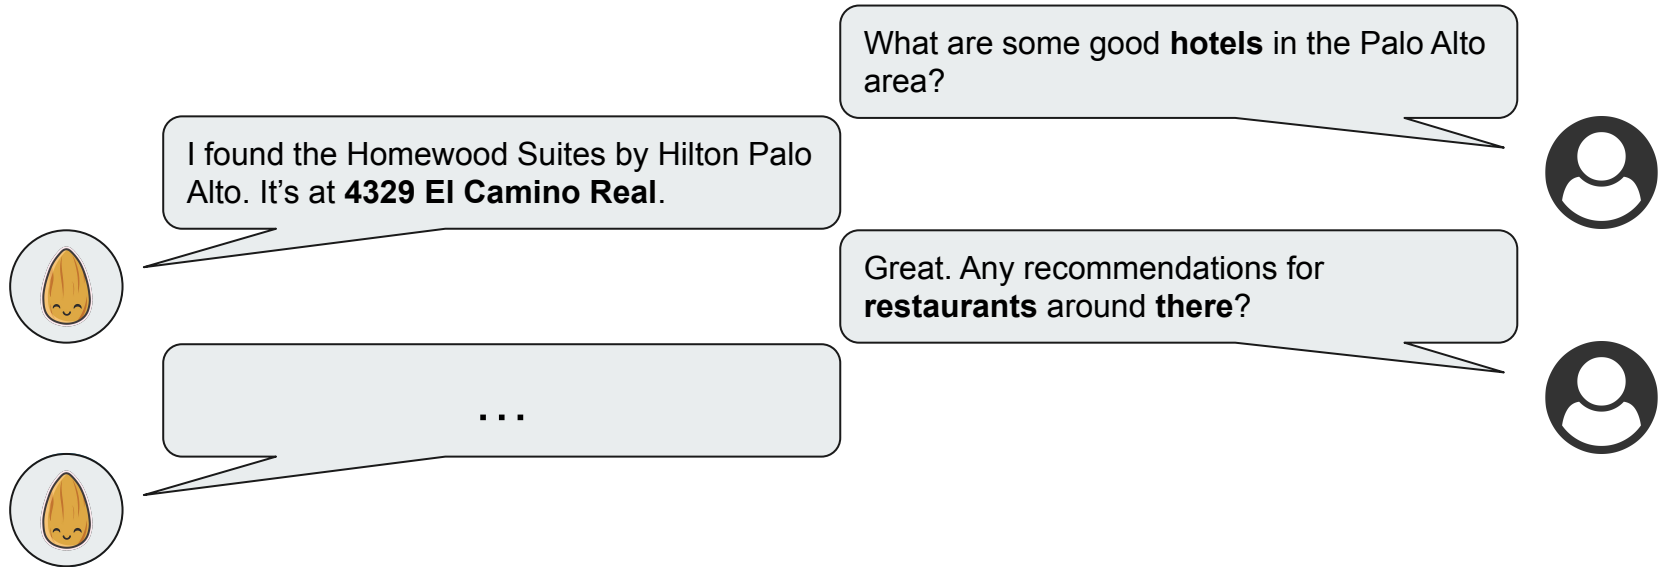 What are some good hotels in the Palo Alto
area?
I found the Homewood Suites by Hilton Palo
Alto. It’s at 4329 El Camino Real.
Great. Any recommendations for
restaurants around there?
...